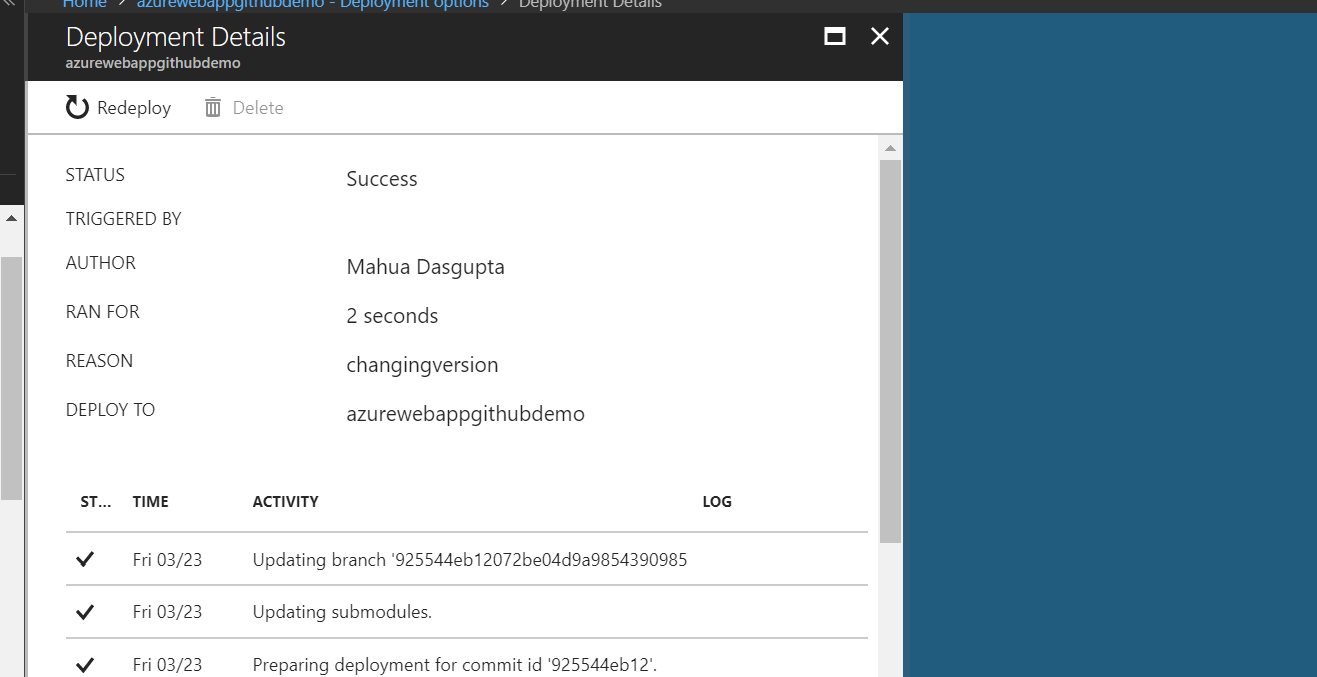 Home > azurewebappgithubdemo - Deployment options > Deployment Details
Deployment Details
azurewebappgithubdemo
Redeploy Delete
STATUS Success
TRIGGERED BY
AUTHOR Mahua Dasgupta
RAN FOR 2 seconds
REASON changingversion
DEPLOY TO azurewebappgithubdemo
ST... TIME ACTIVITY LOG
Fri 03/23 Updating branch '925544eb12072be04d9a9854390985
Fri 03/23 Updating submodules.
Fri 03/23 Preparing deployment for commit id '925544eb12'.